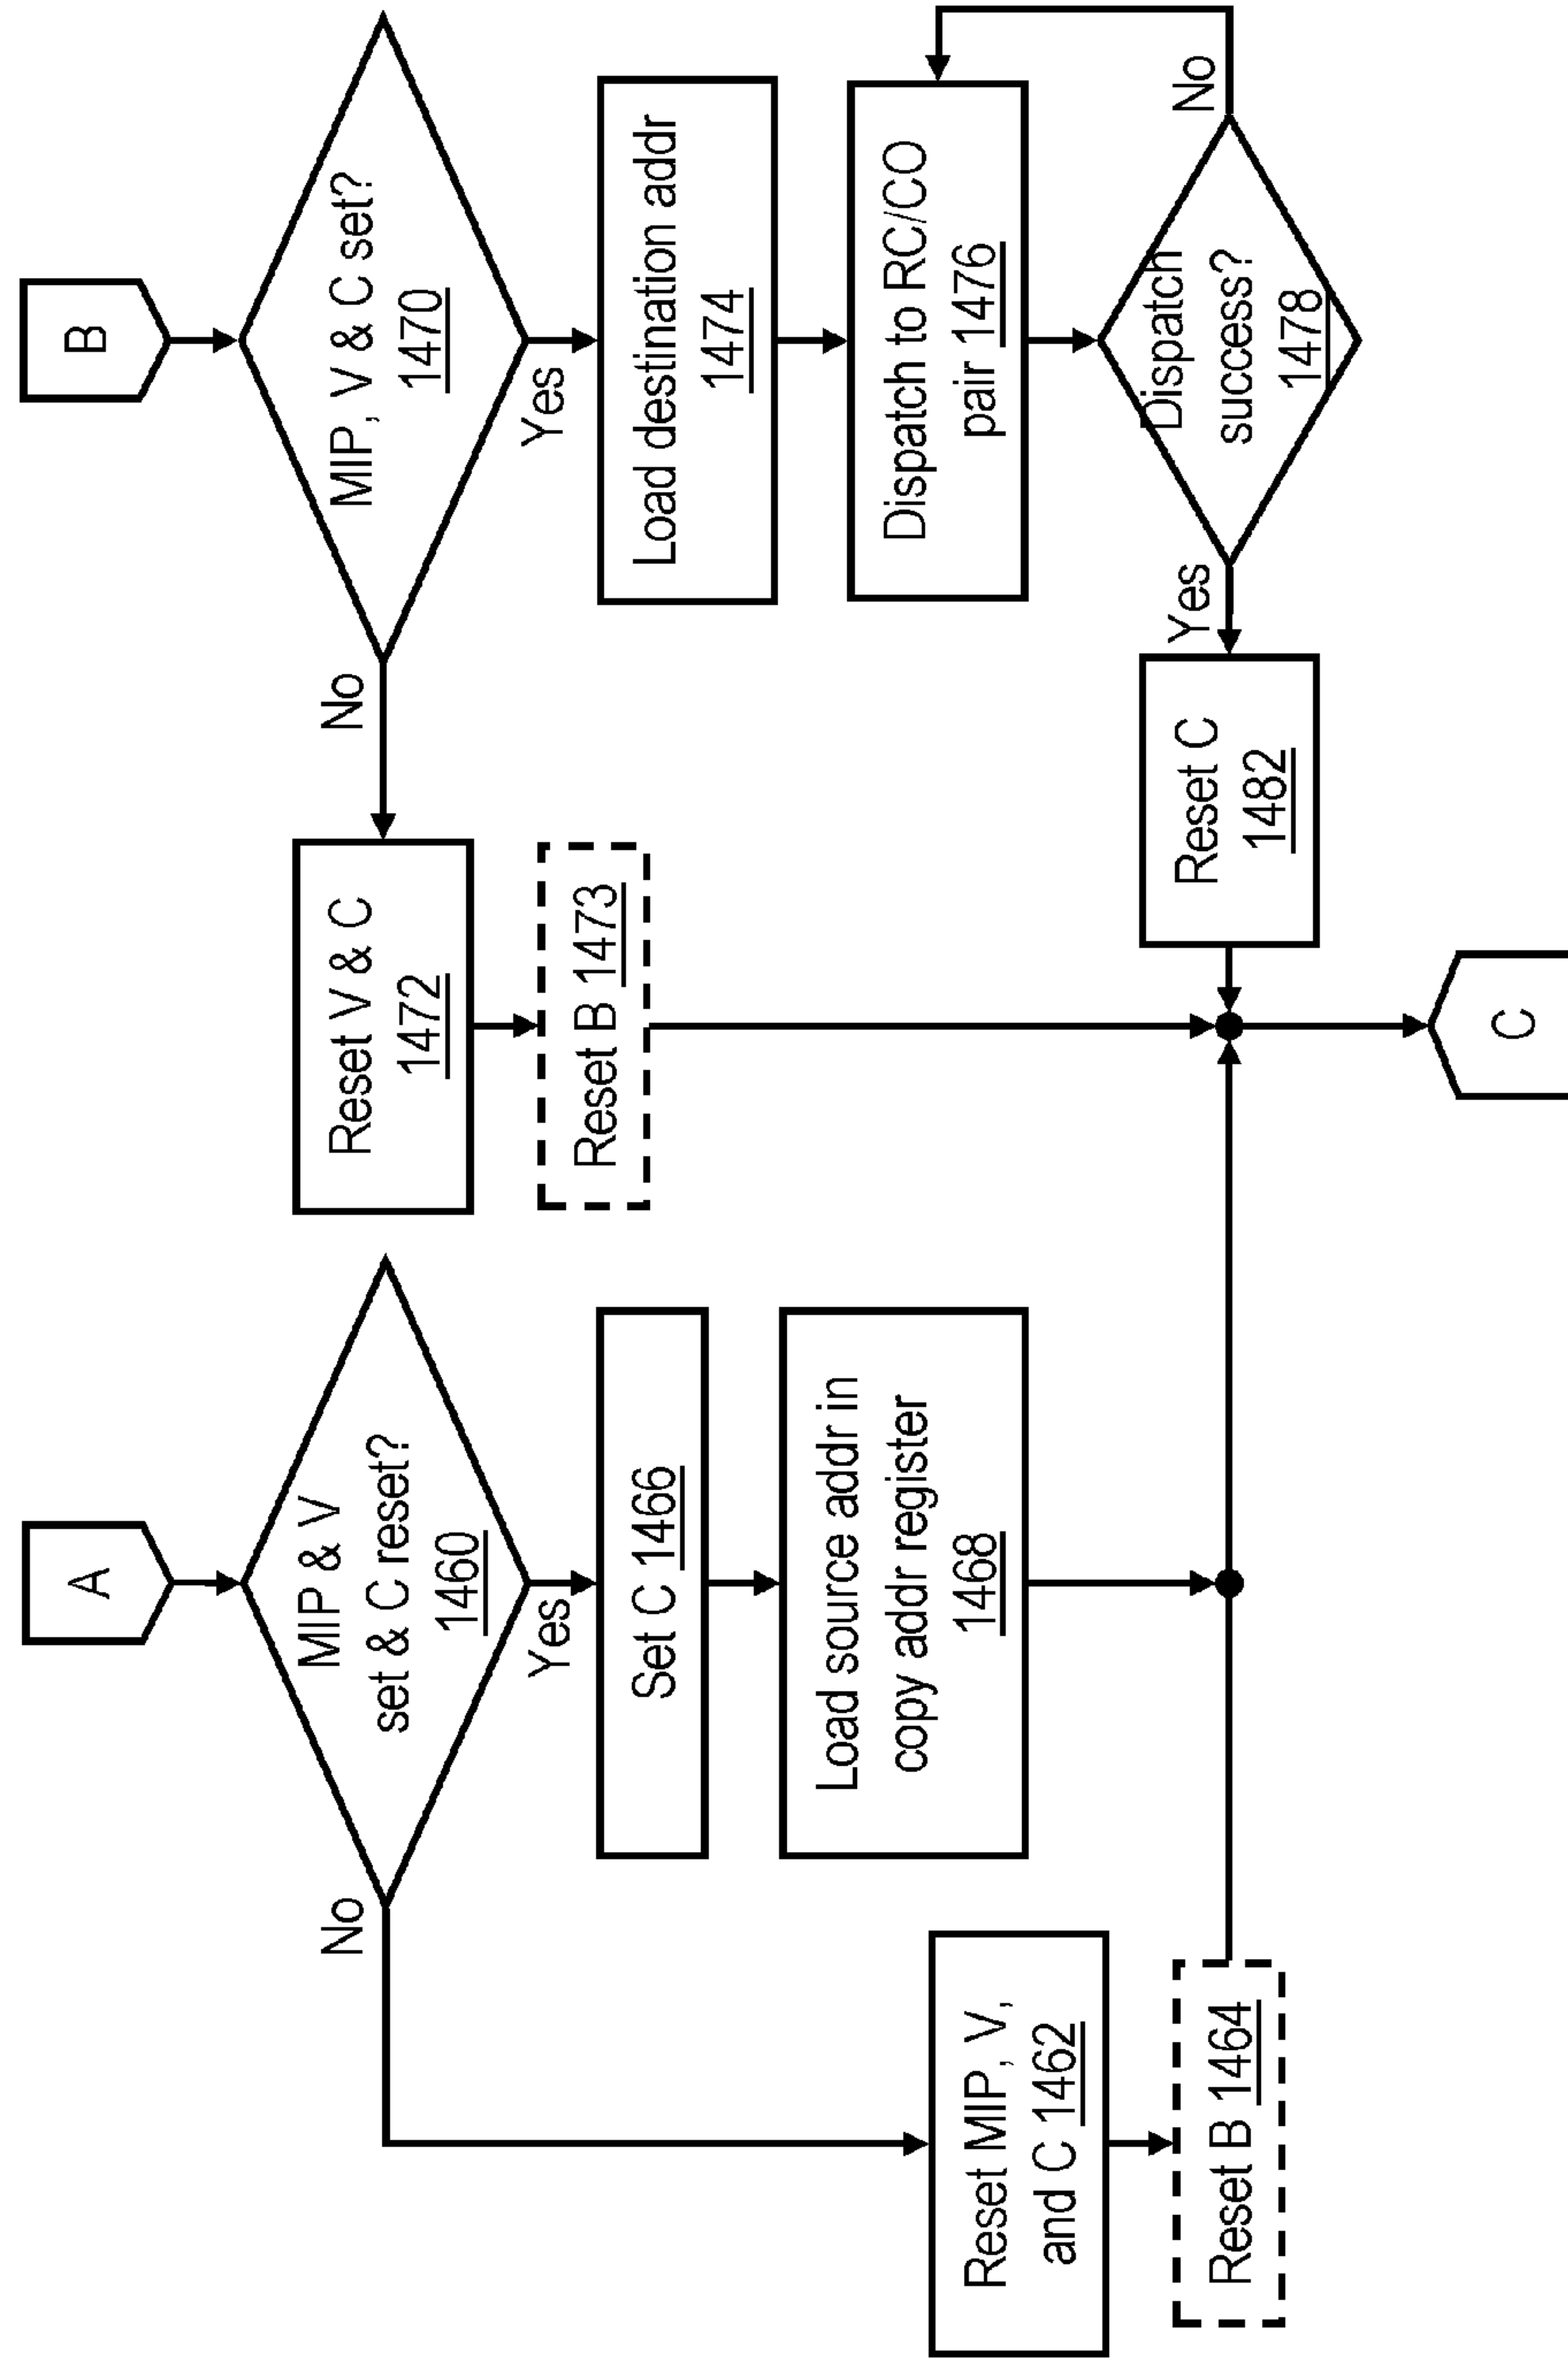 A
MIP & V
set & C reset?
1460
No
Yes
Set C 1466
Load source addr in
copy addr register
1468
Reset MIP, V,
and C 1462
Reset B 1464
B
MIP, V & C set?
1470
No
Yes
Reset V & C
1472
Reset B 1473
Load destination addr
1474
Dispatch to RC/CO
pair 1476
Dispatch
success?
1478
No
Yes
Reset C
1482
C